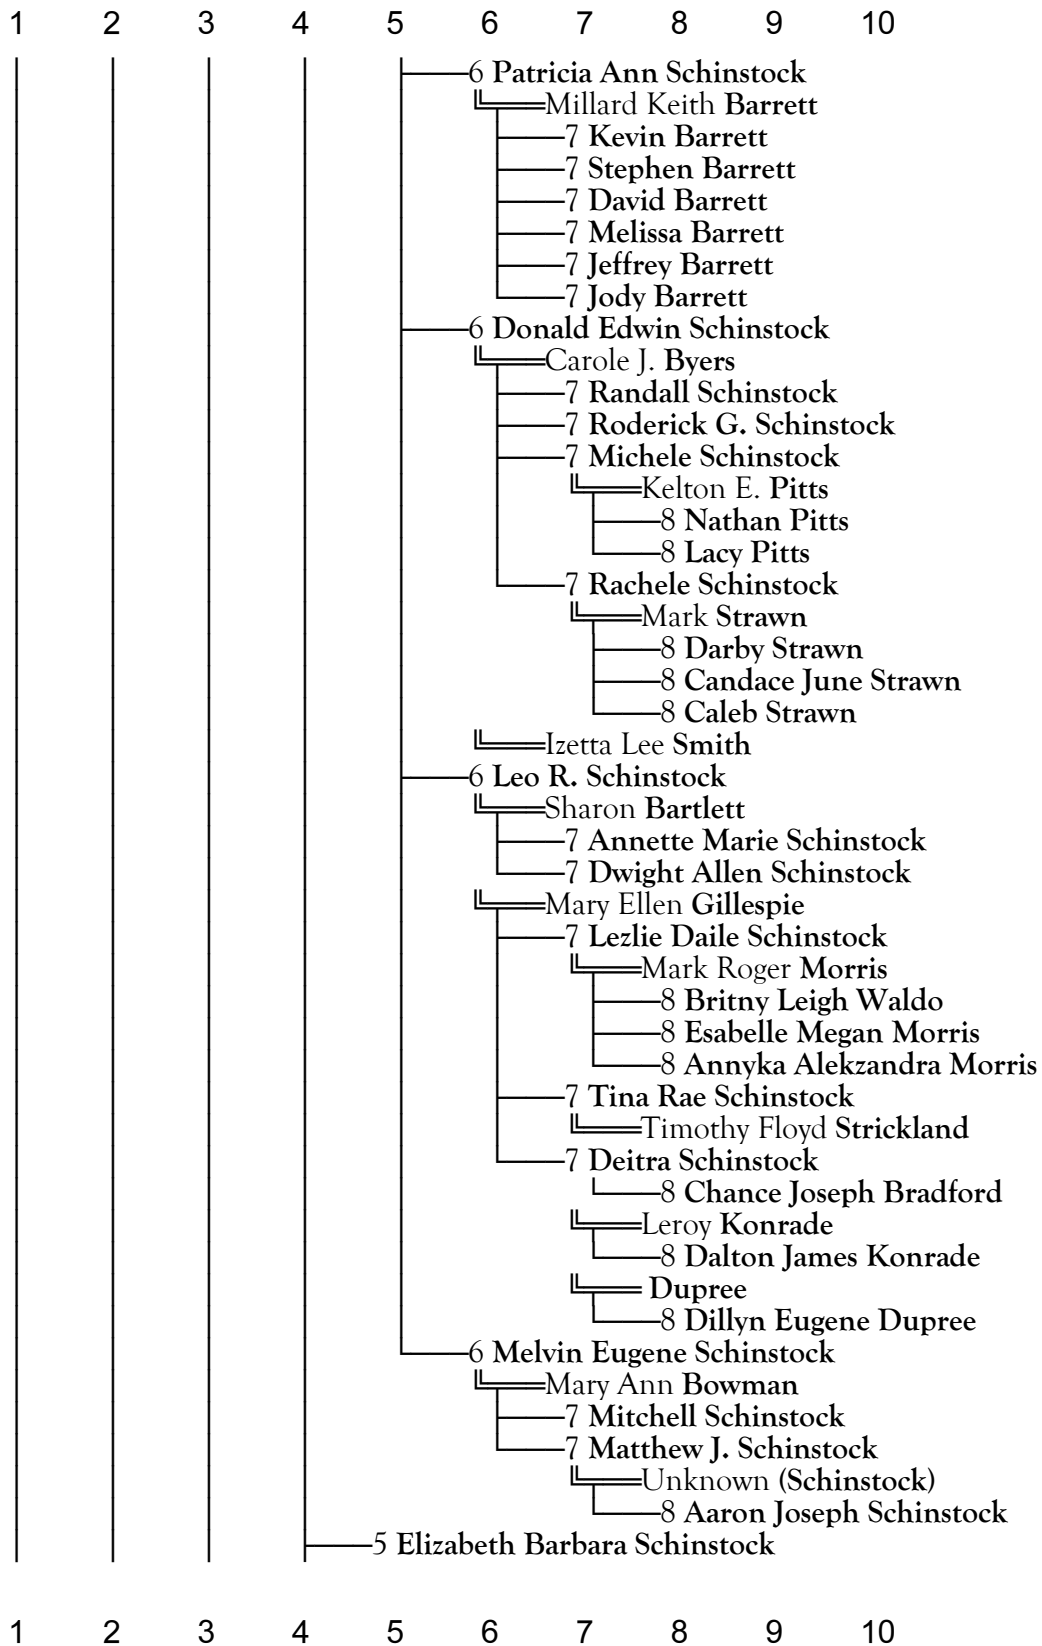 1 2 3 4 5 6 7 8 9 10
6 Patricia Ann Schinstock
Millard Keith Barrett
7 Kevin Barrett
7 Stephen Barrett
7 David Barrett
7 Melissa Barrett
7 Jeffrey Barrett
7 Jody Barrett
6 Donald Edwin Schinstock
Carole J. Byers
7 Randall Schinstock
7 Roderick G. Schinstock
7 Michele Schinstock
Kelton E. Pitts
8 Nathan Pitts
8 Lacy Pitts
7 Rachele Schinstock
Mark Strawn
8 Darby Strawn
8 Candace June Strawn
8 Caleb Strawn
Izetta Lee Smith
6 Leo R. Schinstock
Sharon Bartlett
7 Annette Marie Schinstock
7 Dwight Allen Schinstock
Mary Ellen Gillespie
7 Lezlie Daile Schinstock
Mark Roger Morris
8 Britny Leigh Waldo
8 Esabelle Megan Morris
8 Annyka Alekzandra Morris
7 Tina Rae Schinstock
Timothy Floyd Strickland
7 Deitra Schinstock
8 Chance Joseph Bradford
Leroy Konrade
8 Dalton James Konrade
Dupree
8 Dillyn Eugene Dupree
6 Melvin Eugene Schinstock
Mary Ann Bowman
7 Mitchell Schinstock
7 Matthew J. Schinstock
Unknown (Schinstock)
8 Aaron Joseph Schinstock
5 Elizabeth Barbara Schinstock
1 2 3 4 5 6 7 8 9 10